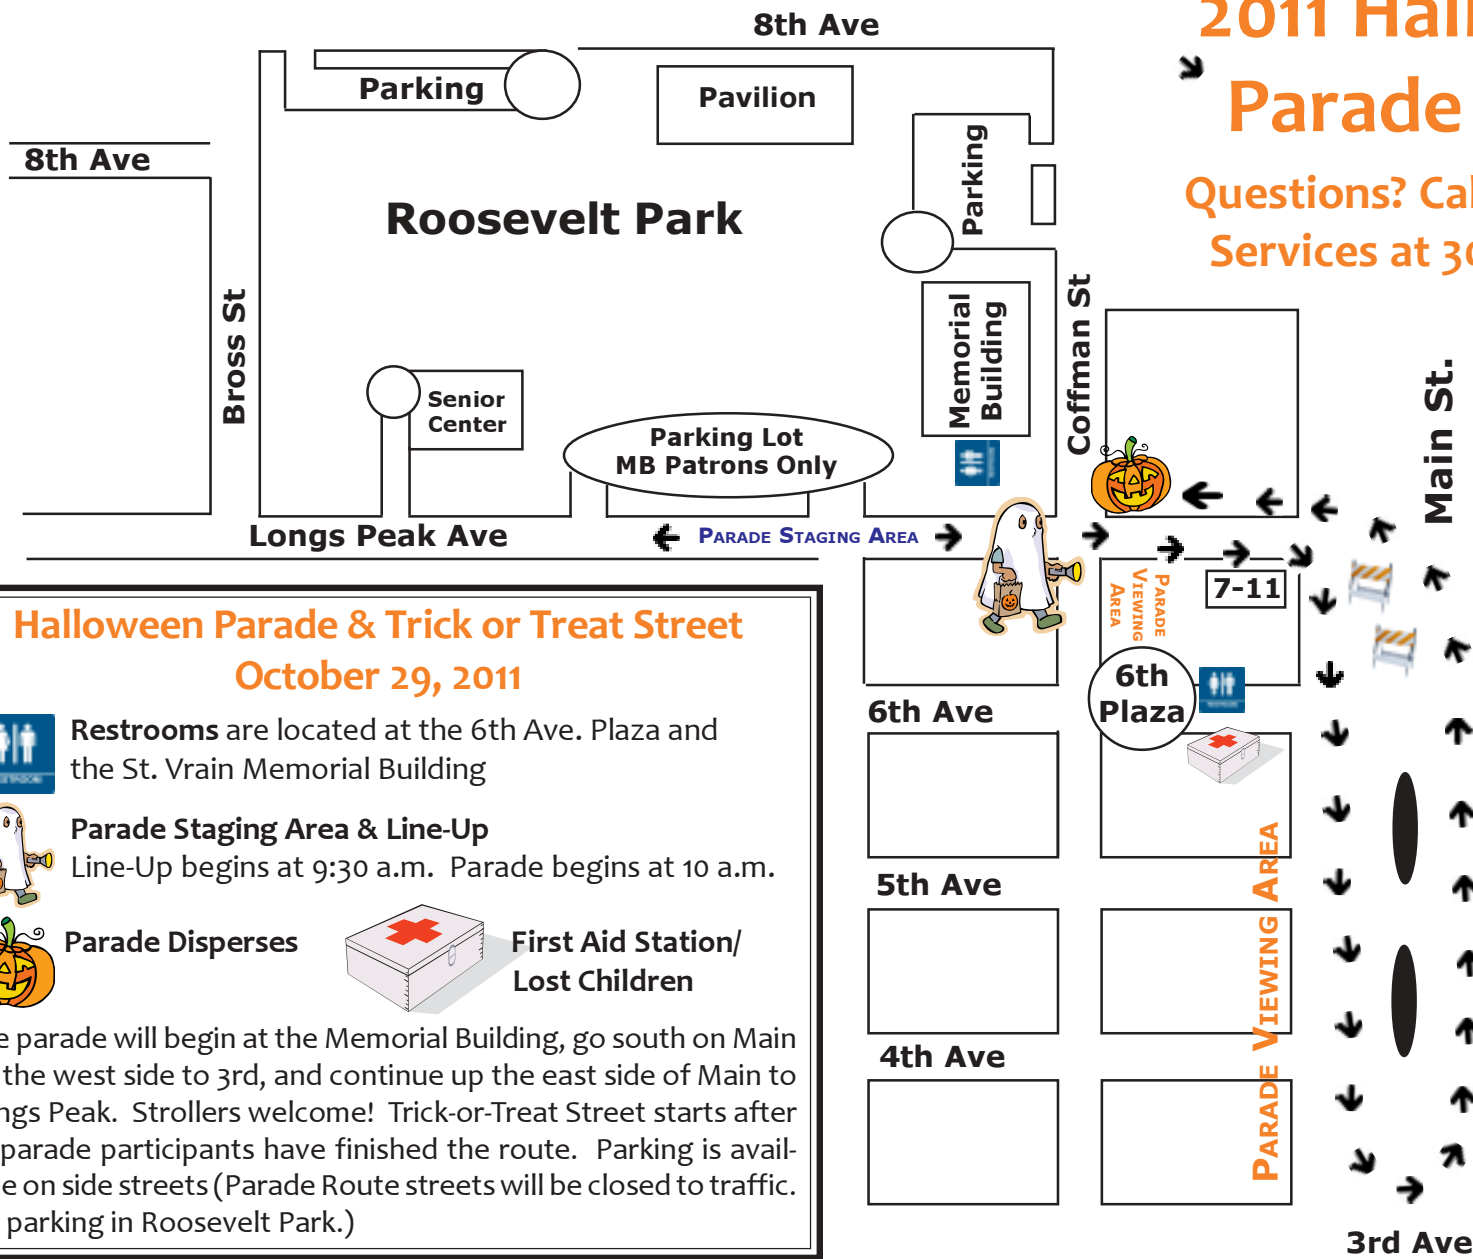 8th Ave
2011 Hall
Parade
Questions? Cal
Services at 30
Parking
Pavilion
8th Ave
Parking
Roosevelt Park
Bross St
Memorial
Building
Coffman St
Main St.
Senior
Center
Parking Lot
MB Patrons Only
Longs Peak Ave
Parade Staging Area
Parade
Viewing
Area
7-11
6th
Plaza
6th Ave
5th Ave
4th Ave
Parade Viewing Area
3rd Ave
Halloween Parade & Trick or Treat Street
October 29, 2011
Restrooms are located at the 6th Ave. Plaza and
the St. Vrain Memorial Building
Parade Staging Area & Line-Up
Line-Up begins at 9:30 a.m. Parade begins at 10 a.m.
Parade Disperses
First Aid Station/
Lost Children
e parade will begin at the Memorial Building, go south on Main
the west side to 3rd, and continue up the east side of Main to
ngs Peak. Strollers welcome! Trick-or-Treat Street starts after
parade participants have finished the route. Parking is avail-
e on side streets (Parade Route streets will be closed to traffic.
parking in Roosevelt Park.)